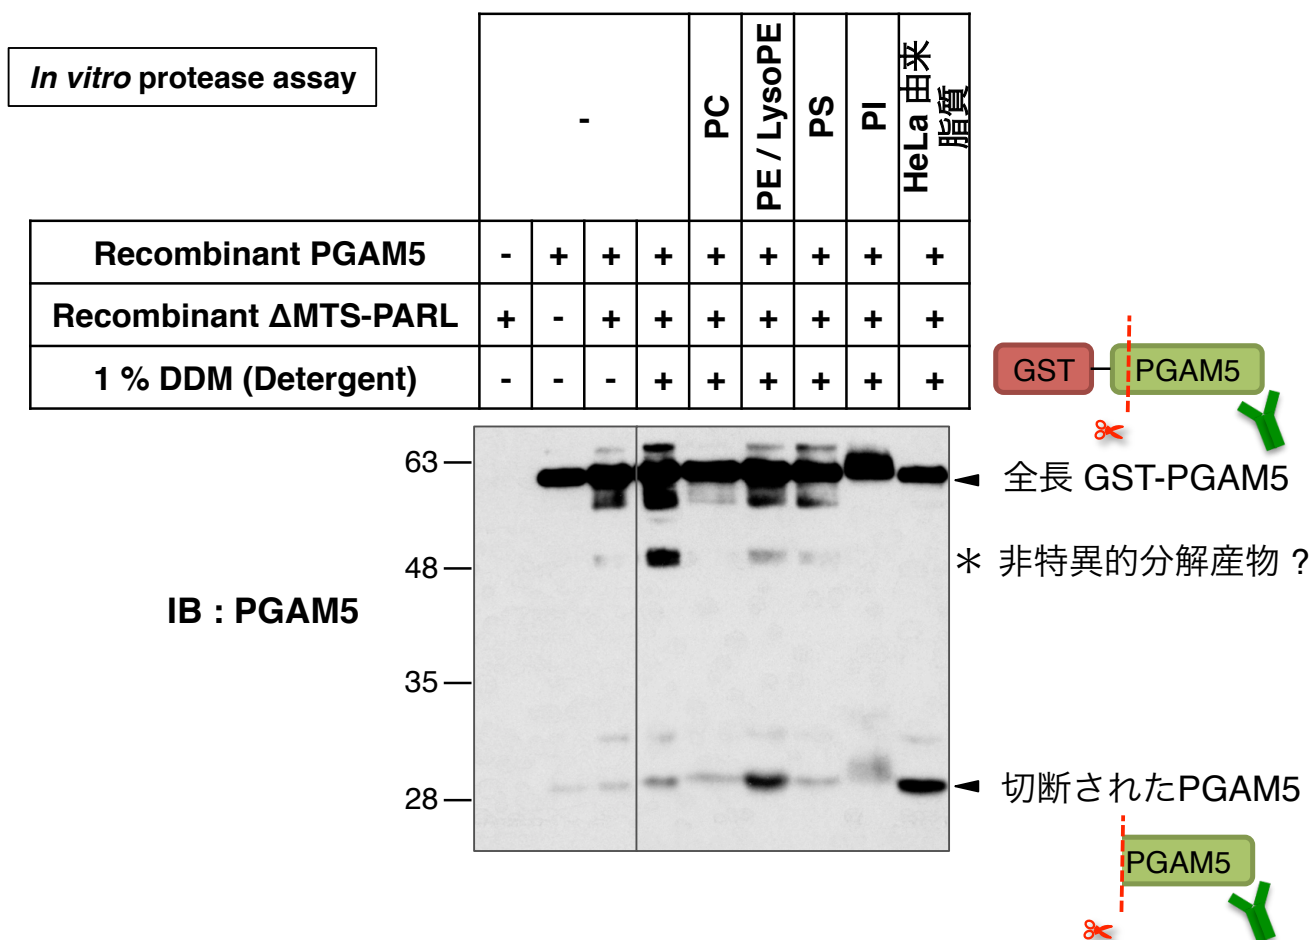 In vitro protease assay
-
PC
PE / LysoPE
PS
PI
HeLa 由来
脂質
Recombinant PGAM5 - + + + + + + + +
Recombinant ΔMTS-PARL + - + + + + + + +
1 % DDM (Detergent) - - - + + + + + +
GST
PGAM5
63
全長 GST-PGAM5
48
* 非特異的分解産物 ?
IB : PGAM5
35
28
切断されたPGAM5
PGAM5